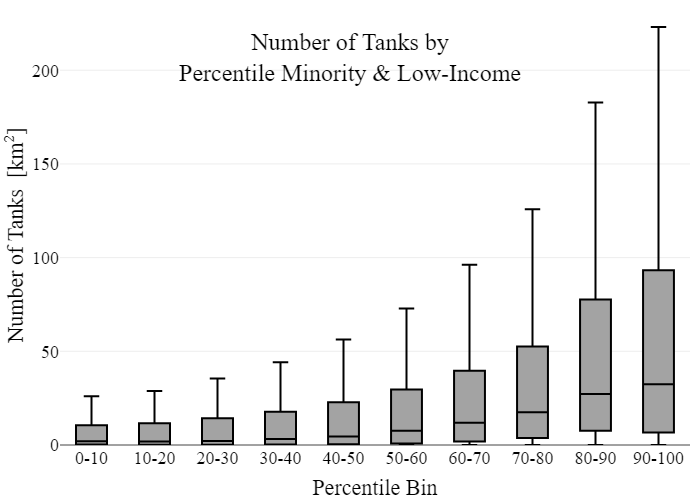 Number of Tanks by
Percentile Minority & Low-Income
Number of Tanks [km²]
200
150
100
50
0
0-10 10-20 20-30 30-40 40-50 50-60 60-70 70-80 80-90 90-100
Percentile Bin